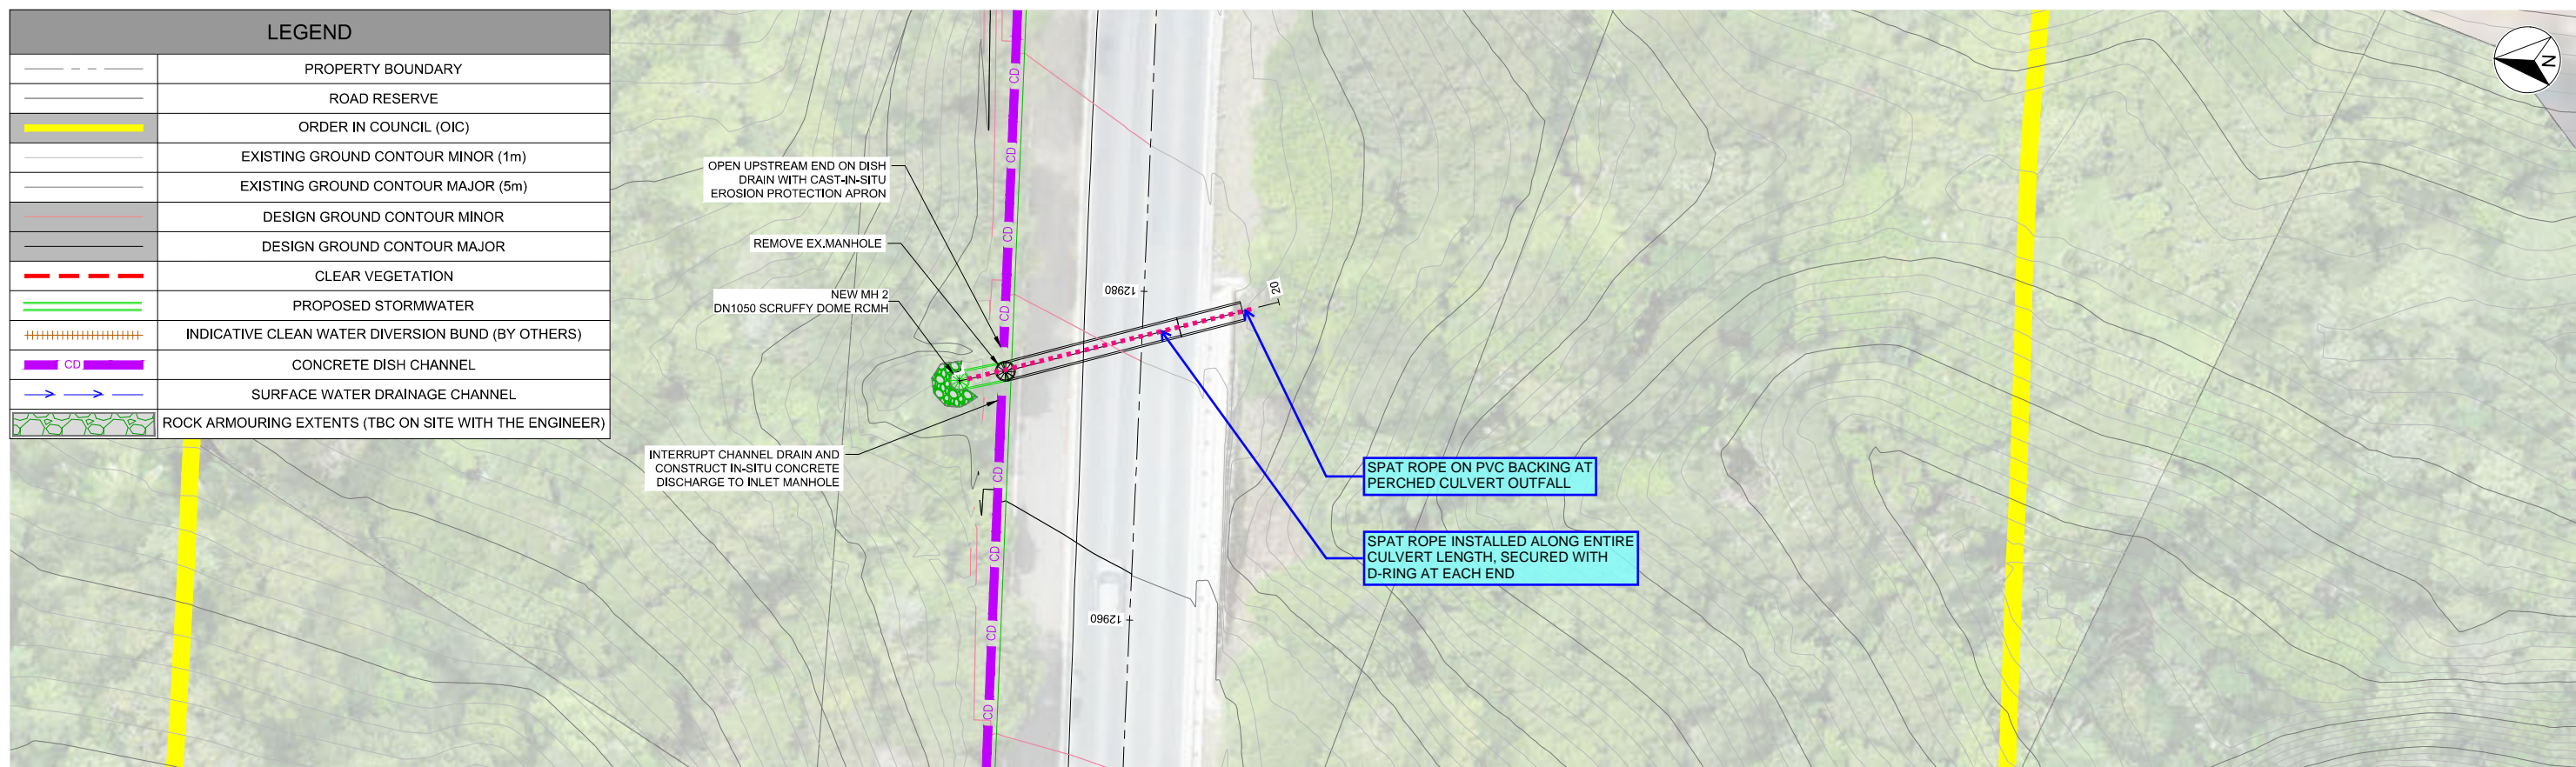 LEGEND
PROPERTY BOUNDARY
ROAD RESERVE
ORDER IN COUNCIL (OIC)
EXISTING GROUND CONTOUR MINOR (1m)
EXISTING GROUND CONTOUR MAJOR (5m)
DESIGN GROUND CONTOUR MINOR
DESIGN GROUND CONTOUR MAJOR
CLEAR VEGETATION
PROPOSED STORMWATER
INDICATIVE CLEAN WATER DIVERSION BUND (BY OTHERS)
CD
CONCRETE DISH CHANNEL
SURFACE WATER DRAINAGE CHANNEL
ROCK ARMOURING EXTENTS (TBC ON SITE WITH THE ENGINEER)
OPEN UPSTREAM END ON DISH
DRAIN WITH CAST-IN-SITU
EROSION PROTECTION APRON
REMOVE EX.MANHOLE
NEW MH 2
DN1050 SCRUFFY DOME RCMH
INTERRUPT CHANNEL DRAIN AND
CONSTRUCT IN-SITU CONCRETE
DISCHARGE TO INLET MANHOLE
CD
CD
CD
CD
CD
CD
CD
CD
12980
12960
20
SPAT ROPE ON PVC BACKING AT
PERCHED CULVERT OUTFALL
SPAT ROPE INSTALLED ALONG ENTIRE
CULVERT LENGTH, SECURED WITH
D-RING AT EACH END
N